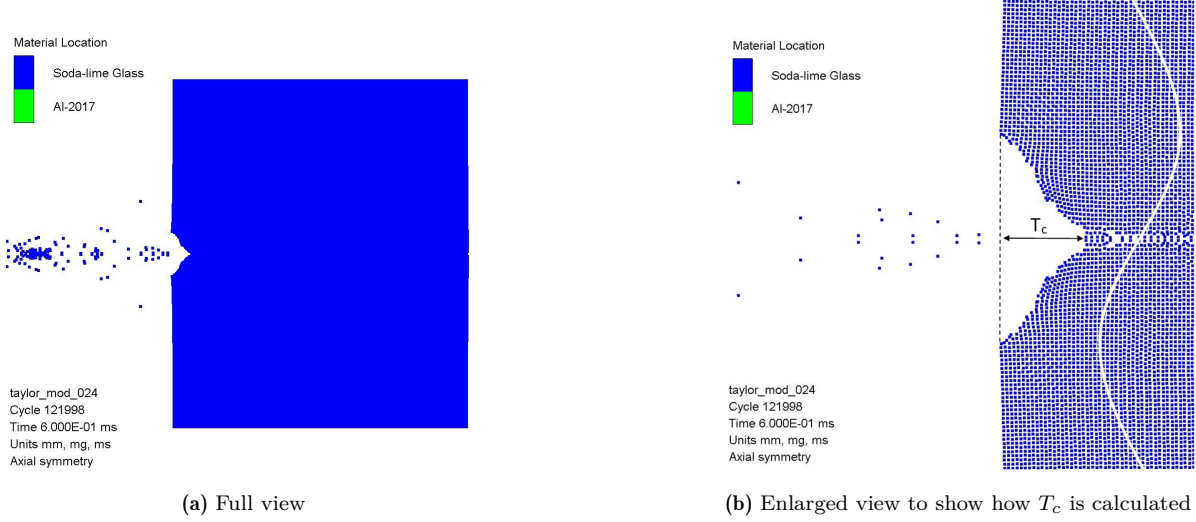 Material Location
Soda-lime Glass
Al-2017
taylor_mod_024
Cycle 121998
Time 6.000E-01 ms
Units mm, mg, ms
Axial symmetry
(a) Full view
Material Location
Soda-lime Glass
Al-2017
Tc
taylor_mod_024
Cycle 121998
Time 6.000E-01 ms
Units mm, mg, ms
Axial symmetry
(b) Enlarged view to show how Tc is calculated